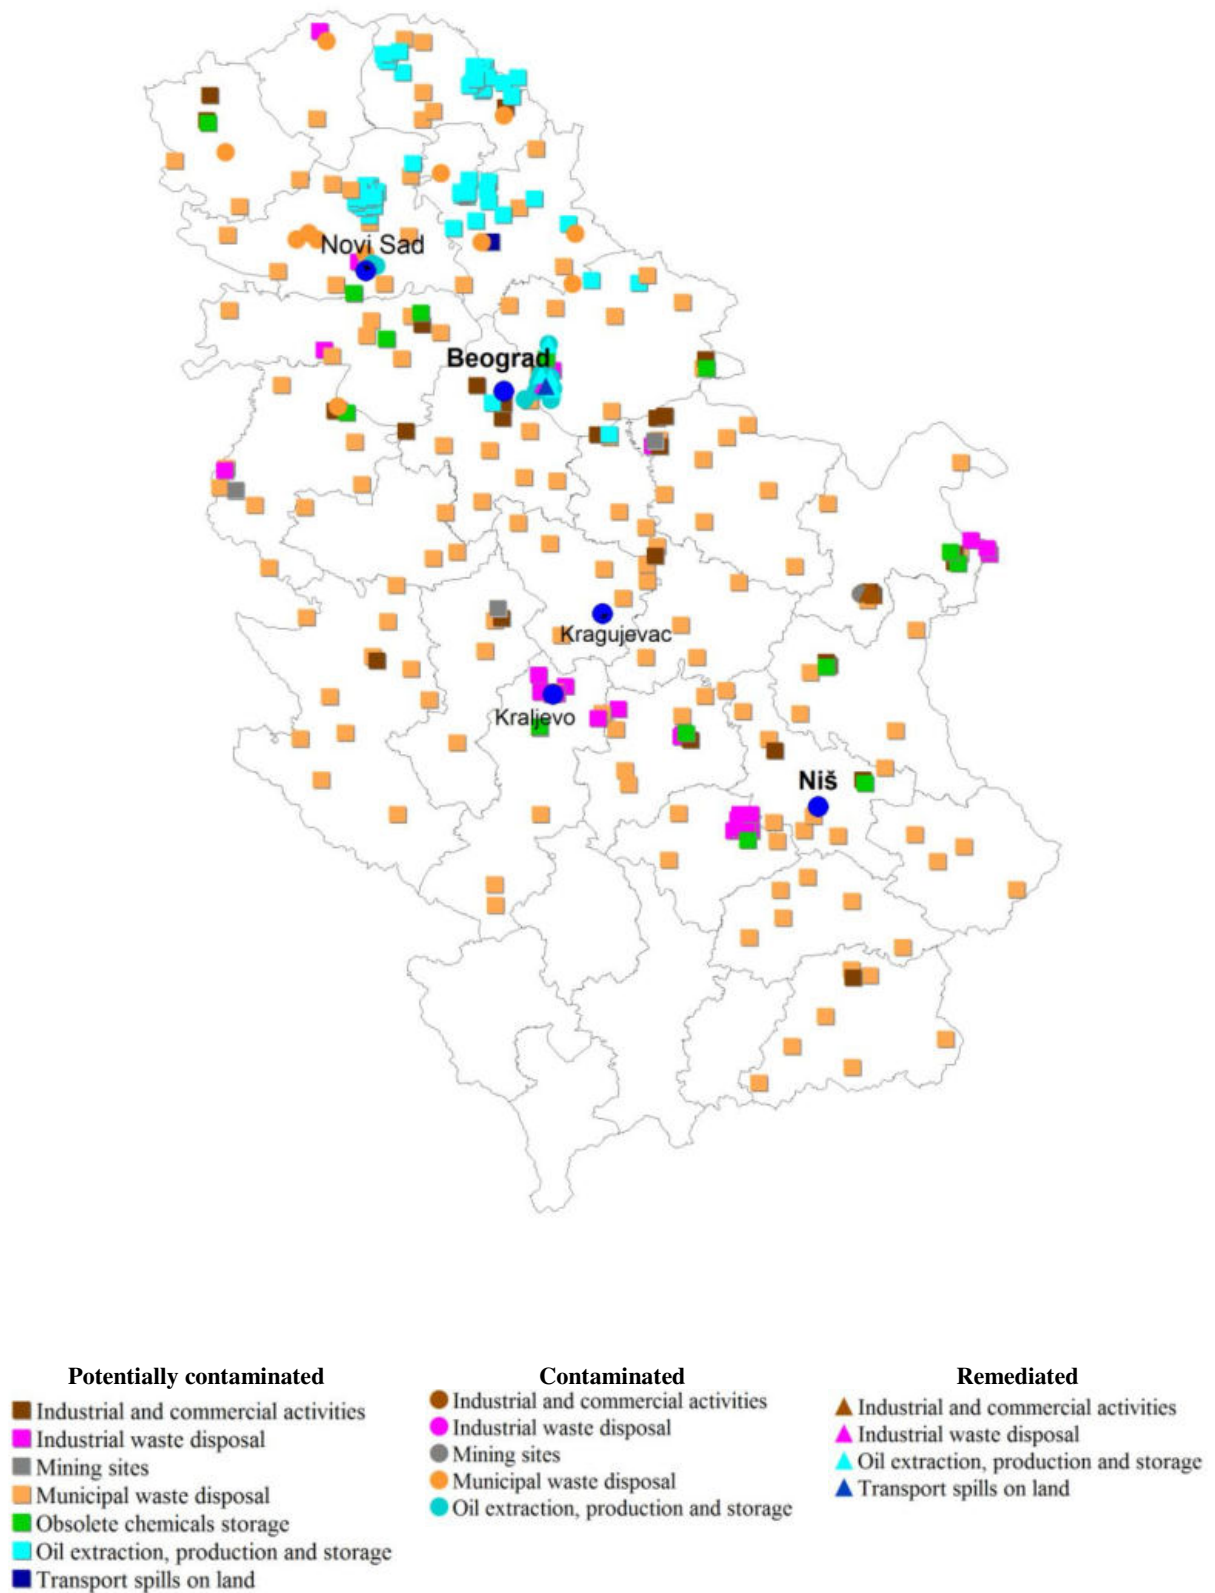 Novi Sad
Beograd
Kragujevac
Kraljevo
Niš
Potentially contaminated
Industrial and commercial activities
Industrial waste disposal
Mining sites
Municipal waste disposal
Obsolete chemicals storage
Oil extraction, production and storage
Transport spills on land
Contaminated
Industrial and commercial activities
Industrial waste disposal
Mining sites
Municipal waste disposal
Oil extraction, production and storage
Remediated
Industrial and commercial activities
Industrial waste disposal
Oil extraction, production and storage
Transport spills on land